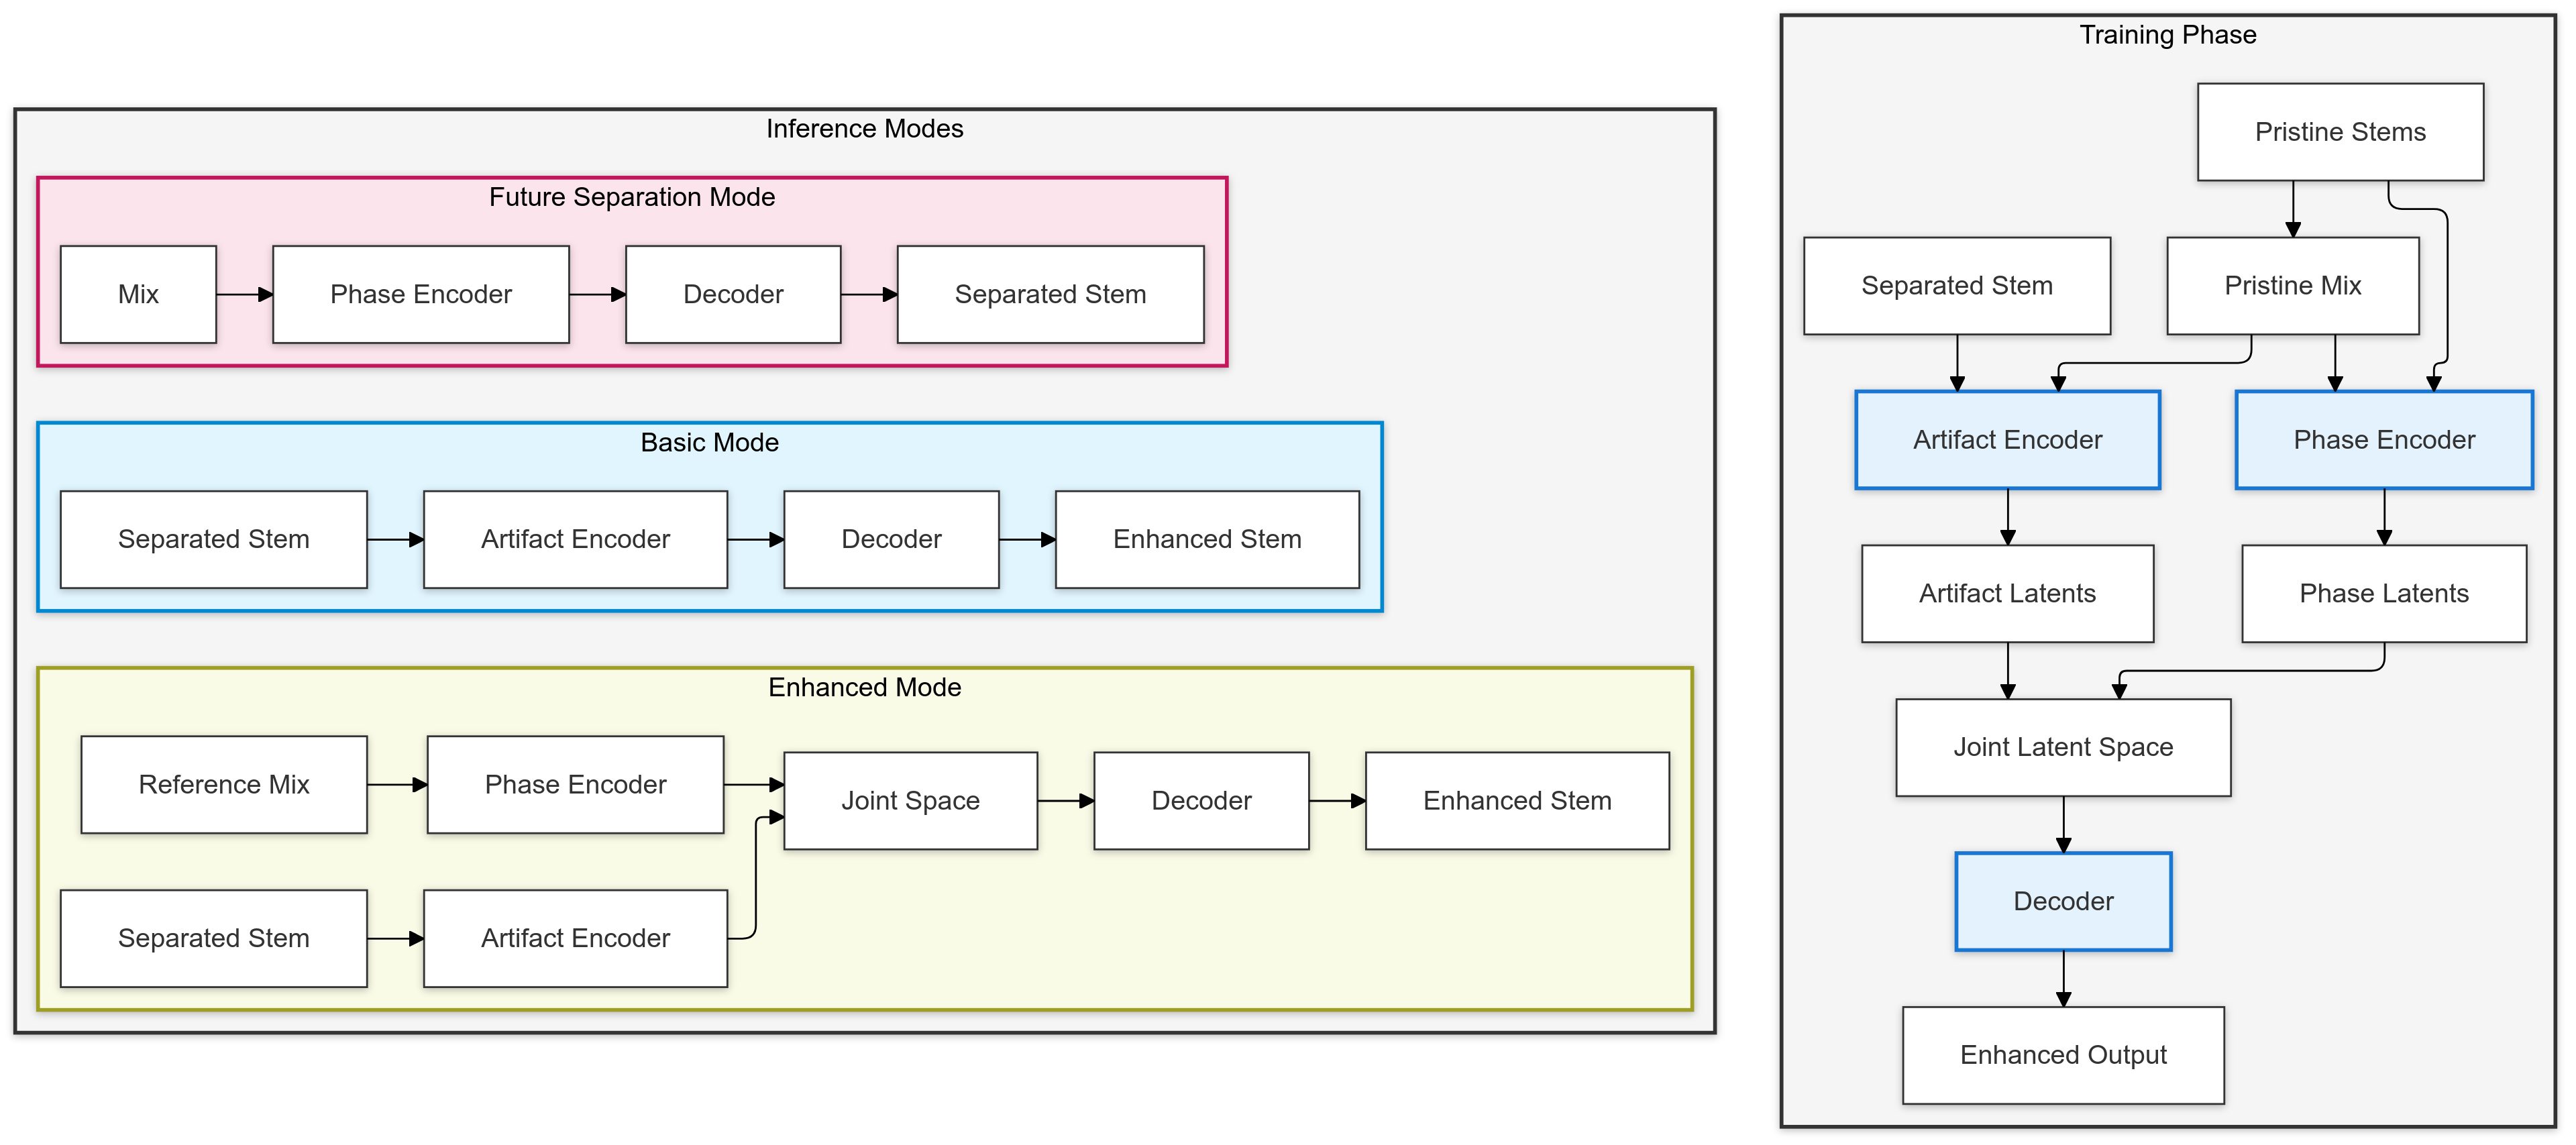 Inference Modes
Future Separation Mode
Mix
Phase Encoder
Decoder
Separated Stem
Basic Mode
Separated Stem
Artifact Encoder
Decoder
Enhanced Stem
Enhanced Mode
Reference Mix
Phase Encoder
Joint Space
Decoder
Enhanced Stem
Separated Stem
Artifact Encoder
Training Phase
Pristine Stems
Separated Stem
Pristine Mix
Artifact Encoder
Phase Encoder
Artifact Latents
Phase Latents
Joint Latent Space
Decoder
Enhanced Output